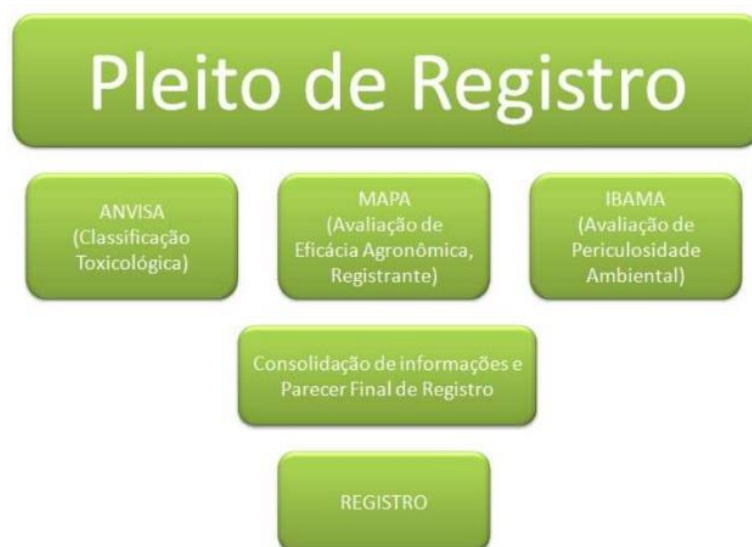 Pleito de Registro
ANVISA
(Classificação
Toxicológica)
MAPA
(Avaliação de
Eficácia Agronômica,
Registrante)
IBAMA
(Avaliação de
Periculosidade
Ambiental)
Consolidação de informações e
Parecer Final de Registro
REGISTRO